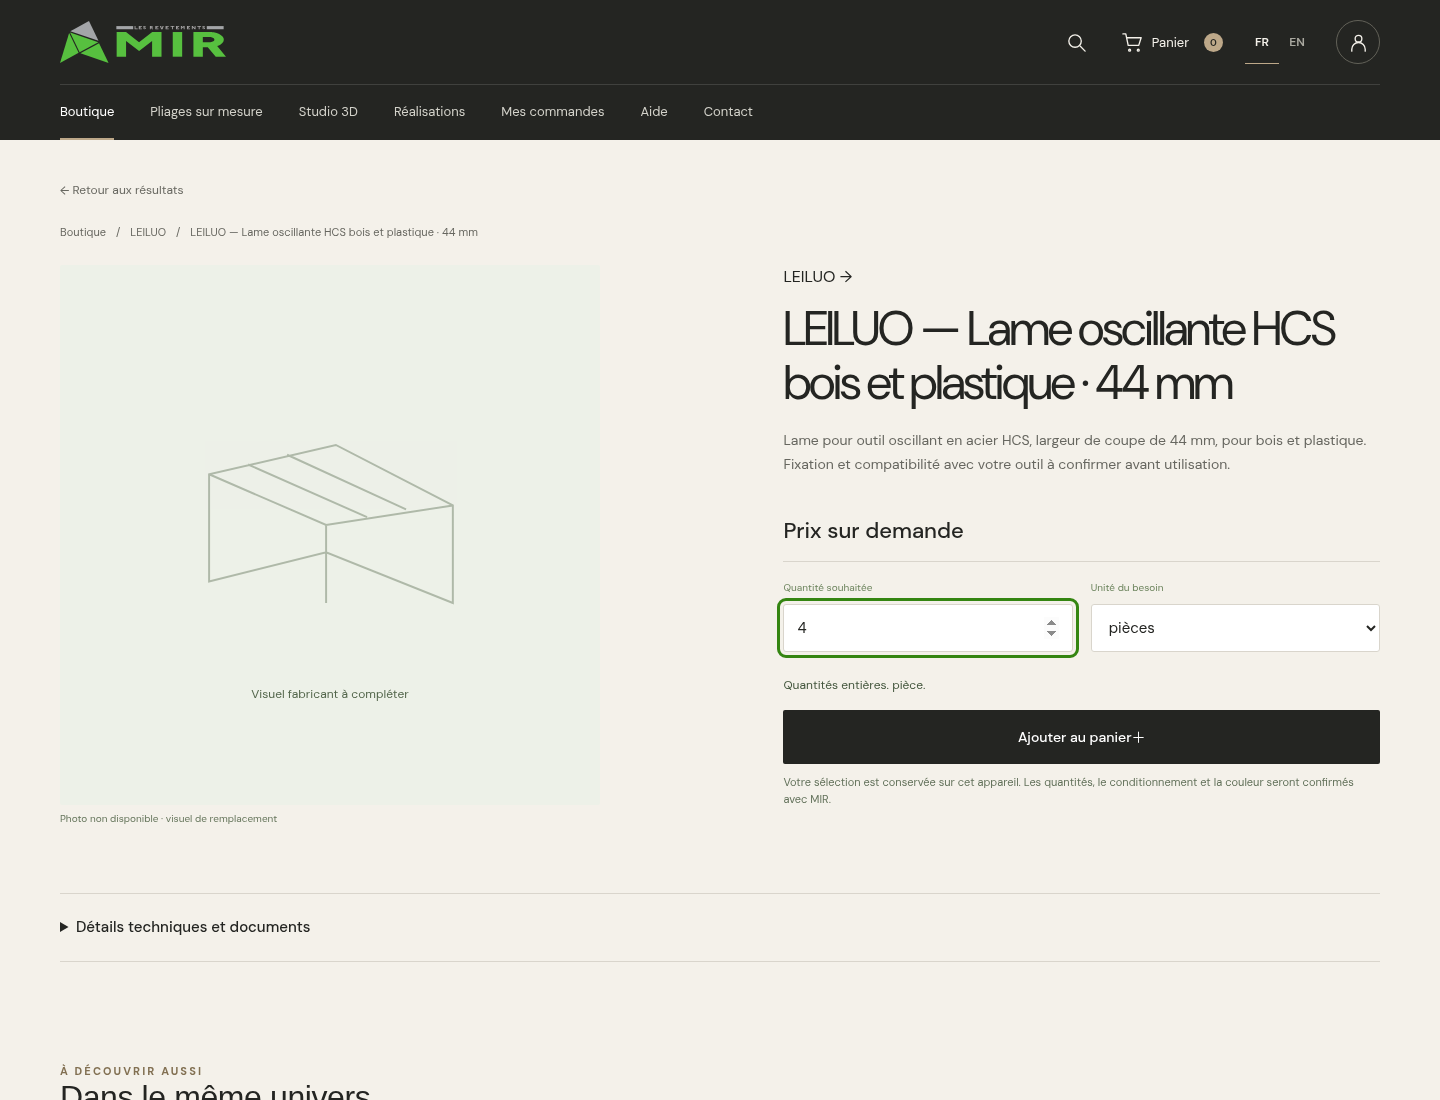 LES REVETEMENTS
MIR
Panier 0
FR EN
Boutique Pliages sur mesure Studio 3D Réalisations Mes commandes Aide Contact
← Retour aux résultats
Boutique / LEILUO / LEILUO — Lame oscillante HCS bois et plastique · 44 mm
LEILUO →
LEILUO — Lame oscillante HCS
bois et plastique · 44 mm
Lame pour outil oscillant en acier HCS, largeur de coupe de 44 mm, pour bois et plastique.
Fixation et compatibilité avec votre outil à confirmer avant utilisation.
Prix sur demande
Quantité souhaitée Unité du besoin
4 pièces
Quantités entières. pièce.
Ajouter au panier+
Votre sélection est conservée sur cet appareil. Les quantités, le conditionnement et la couleur seront confirmés
avec MIR.
Visuel fabricant à compléter
Photo non disponible · visuel de remplacement
Détails techniques et documents
À DÉCOUVRIR AUSSI
Dans le même univers